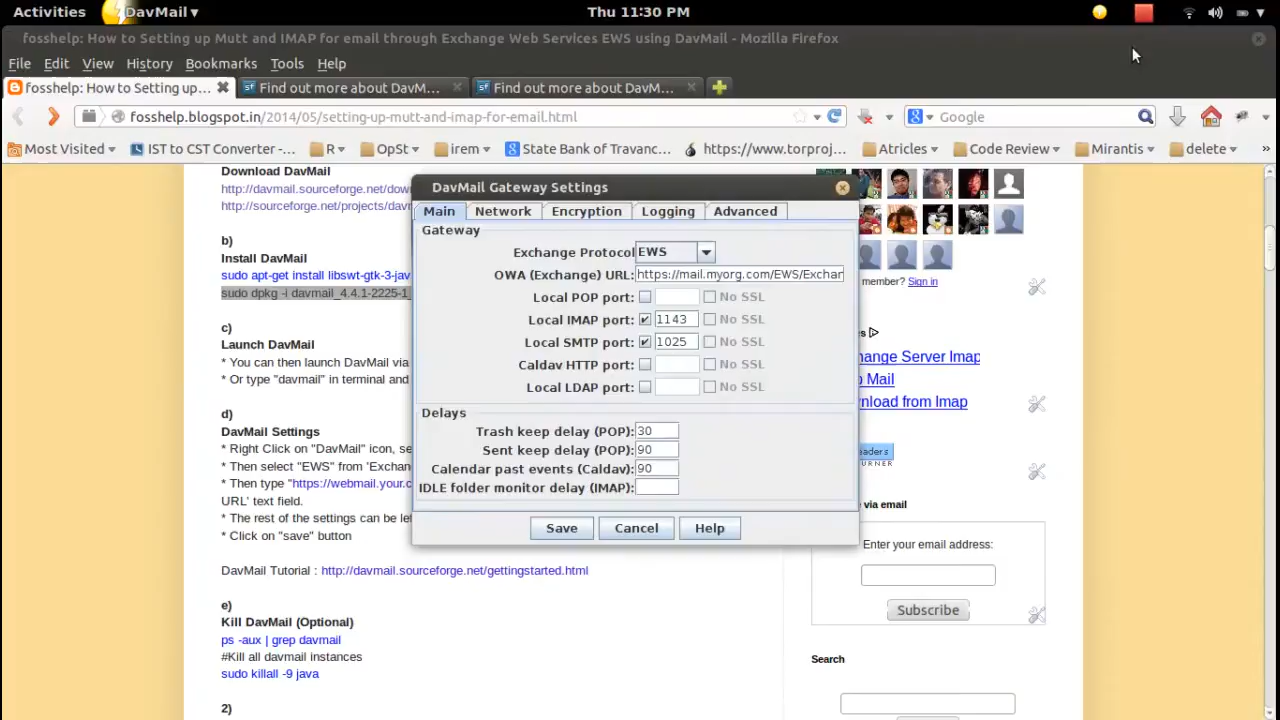 Activities DavMail Thu 11:30 PM
fosshelp: How to Setting up Mutt and IMAP for email through Exchange Web Services EWS using DavMail - Mozilla Firefox
File Edit View History Bookmarks Tools Help
fosshelp: How to Setting up... Find out more about DavM... Find out more about DavM...
fosshelp.blogspot.in/2014/05/setting-up-mutt-and-imap-for-email.html Google
Most Visited IST to CST Converter -... R OpSt irem State Bank of Travanc... https://www.torproj... Atricles Code Review Mirantis delete »
Download DavMail
http://davmail.sourceforge.net/dow
http://sourceforge.net/projects/dav
b)
Install DavMail
sudo apt-get install libswt-gtk-3-jav
sudo dpkg -i davmail_4.4.1-2225-1_
c)
Launch DavMail
* You can then launch DavMail via
* Or type "davmail" in terminal and
d)
DavMail Settings
* Right Click on "DavMail" icon, se
* Then select "EWS" from 'Exchan
* Then type "https://webmail.your.c
URL' text field.
* The rest of the settings can be let
* Click on "save" button
DavMail Tutorial : http://davmail.sourceforge.net/gettingstarted.html
e)
Kill DavMail (Optional)
ps -aux | grep davmail
#Kill all davmail instances
sudo killall -9 java
2)
DavMail Gateway Settings
Main Network Encryption Logging Advanced
Gateway
Exchange Protocol EWS
OWA (Exchange) URL: https://mail.myorg.com/EWS/Exchar
Local POP port: No SSL
Local IMAP port: 1143 No SSL
Local SMTP port: 1025 No SSL
Caldav HTTP port: No SSL
Local LDAP port: No SSL
Delays
Trash keep delay (POP): 30
Sent keep delay (POP): 90
Calendar past events (Caldav): 90
IDLE folder monitor delay (IMAP):
Save Cancel Help
member? Sign in
es
hange Server Imap
Mail
nload from Imap
eaders
URNER
via email
Enter your email address:
Subscribe
Search